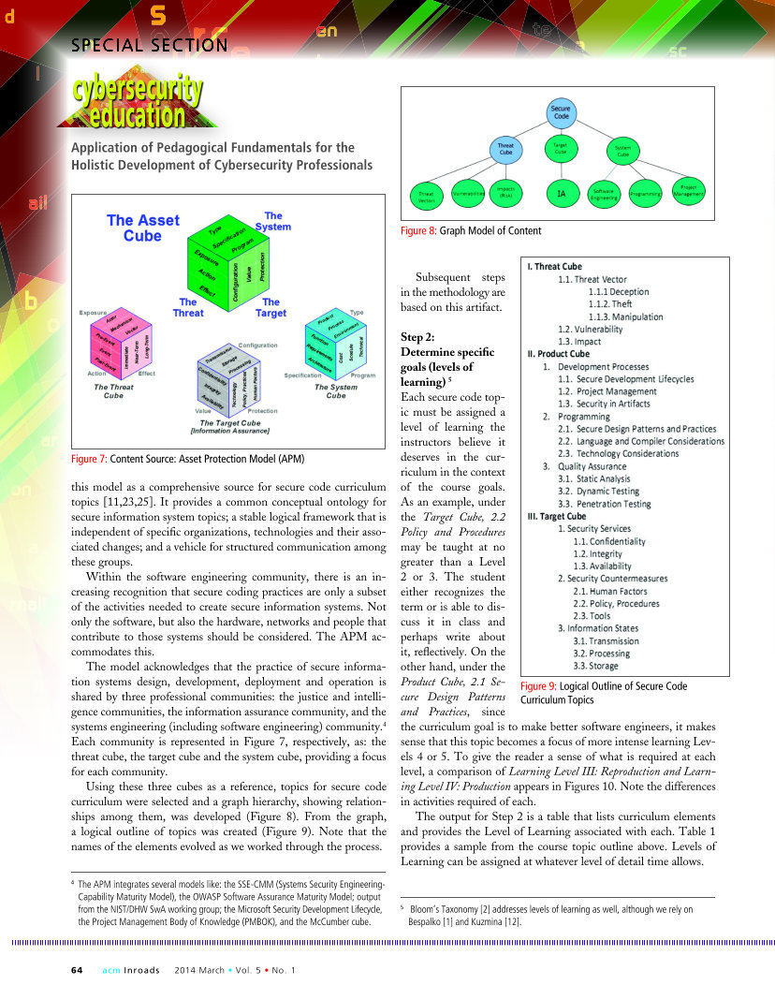 SPECIAL SECTION
cybersecurity
education
Application of Pedagogical Fundamentals for the
Holistic Development of Cybersecurity Professionals
The Asset
Cube
The
System
Type
Specification
Program
Exposure
Action
Effect
Configuration
Value
Protection
The
Threat
The
Target
Exposure
Actor
Mechanism
Vector
Pre-Event
Event
Post-Event
Immediate
Near-Term
Long-Term
Action
Effect
The Threat
Cube
Configuration
Transmission
Storage
Processing
Confidentiality
Integrity
Availability
Technology
Policy, Practices
Human Factors
Value
Protection
The Target Cube
[Information Assurance]
Type
Product
Process
Environment
Function
Requirements
Architecture
Cost
Schedule
Technical
Specification
Program
The System
Cube
Figure 7: Content Source: Asset Protection Model (APM)
this model as a comprehensive source for secure code curriculum
topics [11,23,25]. It provides a common conceptual ontology for
secure information system topics; a stable logical framework that is
independent of specific organizations, technologies and their asso-
ciated changes; and a vehicle for structured communication among
these groups.
Within the software engineering community, there is an in-
creasing recognition that secure coding practices are only a subset
of the activities needed to create secure information systems. Not
only the software, but also the hardware, networks and people that
contribute to those systems should be considered. The APM ac-
commodates this.
The model acknowledges that the practice of secure informa-
tion systems design, development, deployment and operation is
shared by three professional communities: the justice and intelli-
gence communities, the information assurance community, and the
systems engineering (including software engineering) community.4
Each community is represented in Figure 7, respectively, as: the
threat cube, the target cube and the system cube, providing a focus
for each community.
Using these three cubes as a reference, topics for secure code
curriculum were selected and a graph hierarchy, showing relation-
ships among them, was developed (Figure 8). From the graph,
a logical outline of topics was created (Figure 9). Note that the
names of the elements evolved as we worked through the process.
4 The APM integrates several models like: the SSE-CMM (Systems Security Engineering-
Capability Maturity Model), the OWASP Software Assurance Maturity Model; output
from the NIST/DHW SwA working group; the Microsoft Security Development Lifecycle,
the Project Management Body of Knowledge (PMBOK), and the McCumber cube.
Secure
Code
Threat
Cube
Target
Cube
System
Cube
Threat
Vectors
Vulnerabilities
Impacts
(Risk)
IA
Software
Engineering
Programming
Project
Management
Figure 8: Graph Model of Content
Subsequent steps
in the methodology are
based on this artifact.
Step 2:
Determine specific
goals (levels of
learning) 5
Each secure code top-
ic must be assigned a
level of learning the
instructors believe it
deserves in the cur-
riculum in the context
of the course goals.
As an example, under
the Target Cube, 2.2
Policy and Procedures
may be taught at no
greater than a Level
2 or 3. The student
either recognizes the
term or is able to dis-
cuss it in class and
perhaps write about
it, reflectively. On the
other hand, under the
Product Cube, 2.1 Se-
cure Design Patterns
and Practices, since
I. Threat Cube
1.1. Threat Vector
1.1.1 Deception
1.1.2. Theft
1.1.3. Manipulation
1.2. Vulnerability
1.3. Impact
II. Product Cube
1. Development Processes
1.1. Secure Development Lifecycles
1.2. Project Management
1.3. Security in Artifacts
2. Programming
2.1. Secure Design Patterns and Practices
2.2. Language and Compiler Considerations
2.3. Technology Considerations
3. Quality Assurance
3.1. Static Analysis
3.2. Dynamic Testing
3.3. Penetration Testing
III. Target Cube
1. Security Services
1.1. Confidentiality
1.2. Integrity
1.3. Availability
2. Security Countermeasures
2.1. Human Factors
2.2. Policy, Procedures
2.3. Tools
3. Information States
3.1. Transmission
3.2. Processing
3.3. Storage
Figure 9: Logical Outline of Secure Code
Curriculum Topics
the curriculum goal is to make better software engineers, it makes
sense that this topic becomes a focus of more intense learning Lev-
els 4 or 5. To give the reader a sense of what is required at each
level, a comparison of Learning Level III: Reproduction and Learn-
ing Level IV: Production appears in Figures 10. Note the differences
in activities required of each.
The output for Step 2 is a table that lists curriculum elements
and provides the Level of Learning associated with each. Table 1
provides a sample from the course topic outline above. Levels of
Learning can be assigned at whatever level of detail time allows.
5 Bloom's Taxonomy [2] addresses levels of learning as well, although we rely on
Bespalko [1] and Kuzmina [12].
64 acm Inroads 2014 March • Vol. 5 • No. 1